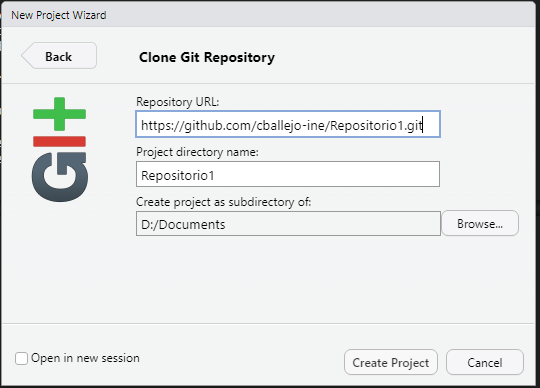 New Project Wizard
Back
Clone Git Repository
git
Repository URL:
https://github.com/cballejo-ine/Repositorio1.git
Project directory name:
Repositorio1
Create project as subdirectory of:
D:/Documents
Browse...
Open in new session
Create Project
Cancel